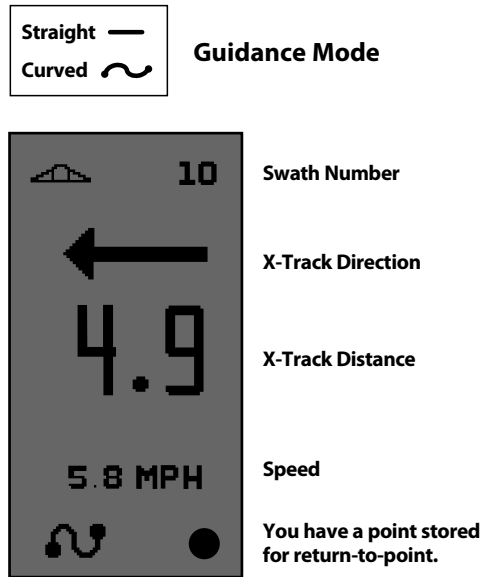 Straight
Curved
Guidance Mode
10
Swath Number
X-Track Direction
4.9
X-Track Distance
5.8 MPH
Speed
You have a point stored
for return-to-point.